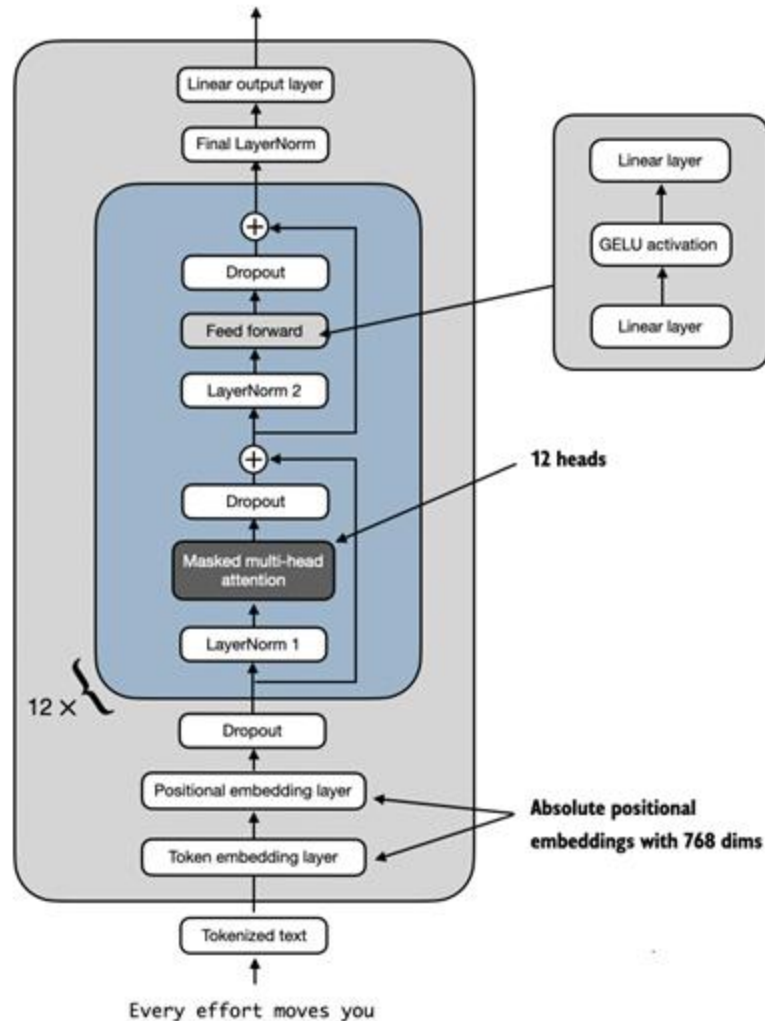 Linear output layer
Final LayerNorm
Linear layer
GELU activation
Linear layer
Dropout
Feed forward
LayerNorm 2
12 heads
Dropout
Masked multi-head
attention
LayerNorm 1
12 ×
Dropout
Positional embedding layer
Token embedding layer
Absolute positional
embeddings with 768 dims
Tokenized text
Every effort moves you